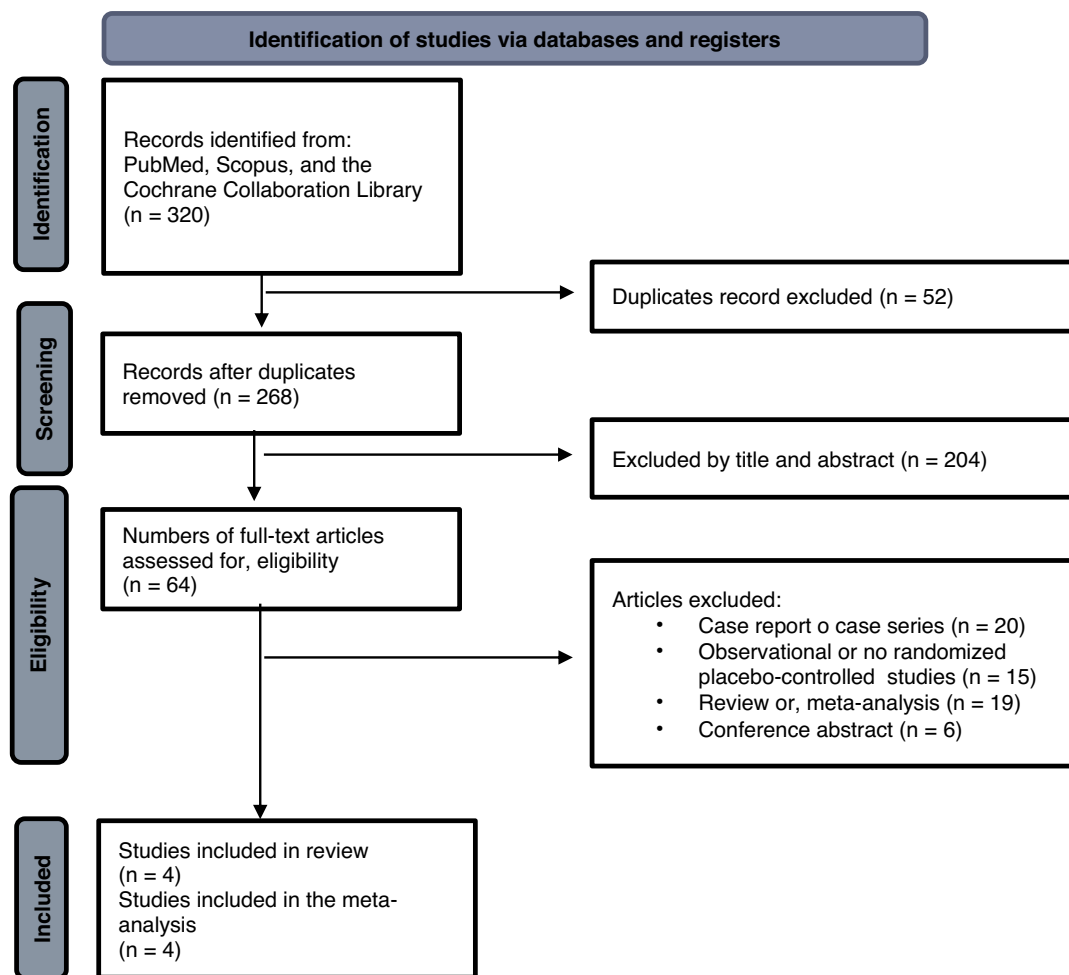 Identification of studies via databases and registers
Identification
Records identified from:
PubMed, Scopus, and the
Cochrane Collaboration Library
(n = 320)
Duplicates record excluded (n = 52)
Screening
Records after duplicates
removed (n = 268)
Excluded by title and abstract (n = 204)
Eligibility
Numbers of full-text articles
assessed for, eligibility
(n = 64)
Articles excluded:
• Case report o case series (n = 20)
• Observational or no randomized
placebo-controlled studies (n = 15)
• Review or, meta-analysis (n = 19)
• Conference abstract (n = 6)
Included
Studies included in review
(n = 4)
Studies included in the meta-
analysis
(n = 4)